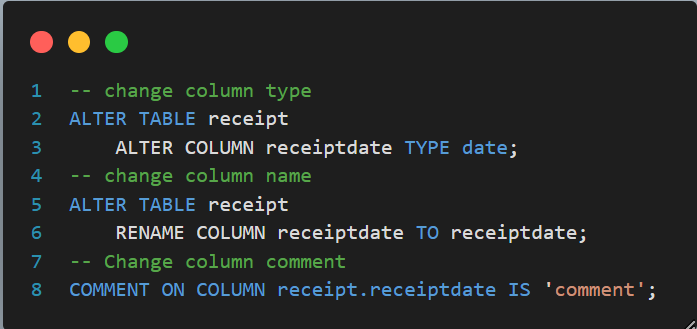 1 -- change column type
2 ALTER TABLE receipt
3 ALTER COLUMN receiptdate TYPE date;
4 -- change column name
5 ALTER TABLE receipt
6 RENAME COLUMN receiptdate TO receiptdate;
7 -- Change column comment
8 COMMENT ON COLUMN receipt.receiptdate IS 'comment';